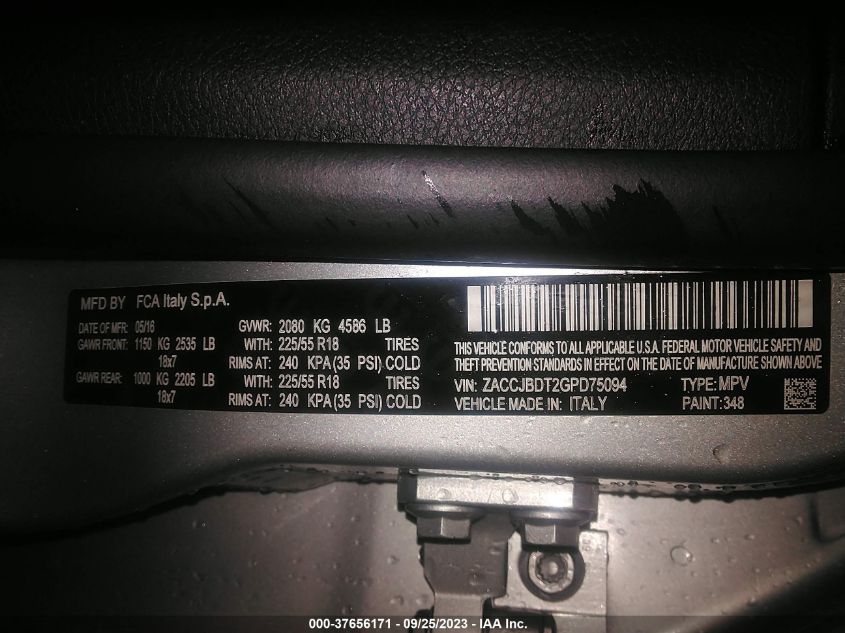 MFD BY FCA Italy S.p.A.
DATE OF MFR: 05/16 GVWR: 2080 KG 4586 LB
GAWR FRONT: 1150 KG 2535 LB WITH: 225/55 R18 TIRES
18x7 RIMS AT: 240 KPA (35 PSI) COLD
GAWR REAR: 1000 KG 2205 LB WITH: 225/55 R18 TIRES
18x7 RIMS AT: 240 KPA (35 PSI) COLD
THIS VEHICLE CONFORMS TO ALL APPLICABLE U.S.A. FEDERAL MOTOR VEHICLE SAFETY AND
THEFT PREVENTION STANDARDS IN EFFECT ON THE DATE OF MANUFACTURE SHOWN ABOVE
VIN: ZACCJBDT2GPD75094 TYPE: MPV
VEHICLE MADE IN: ITALY PAINT: 348
000-37656171 - 09/25/2023 - IAA Inc.